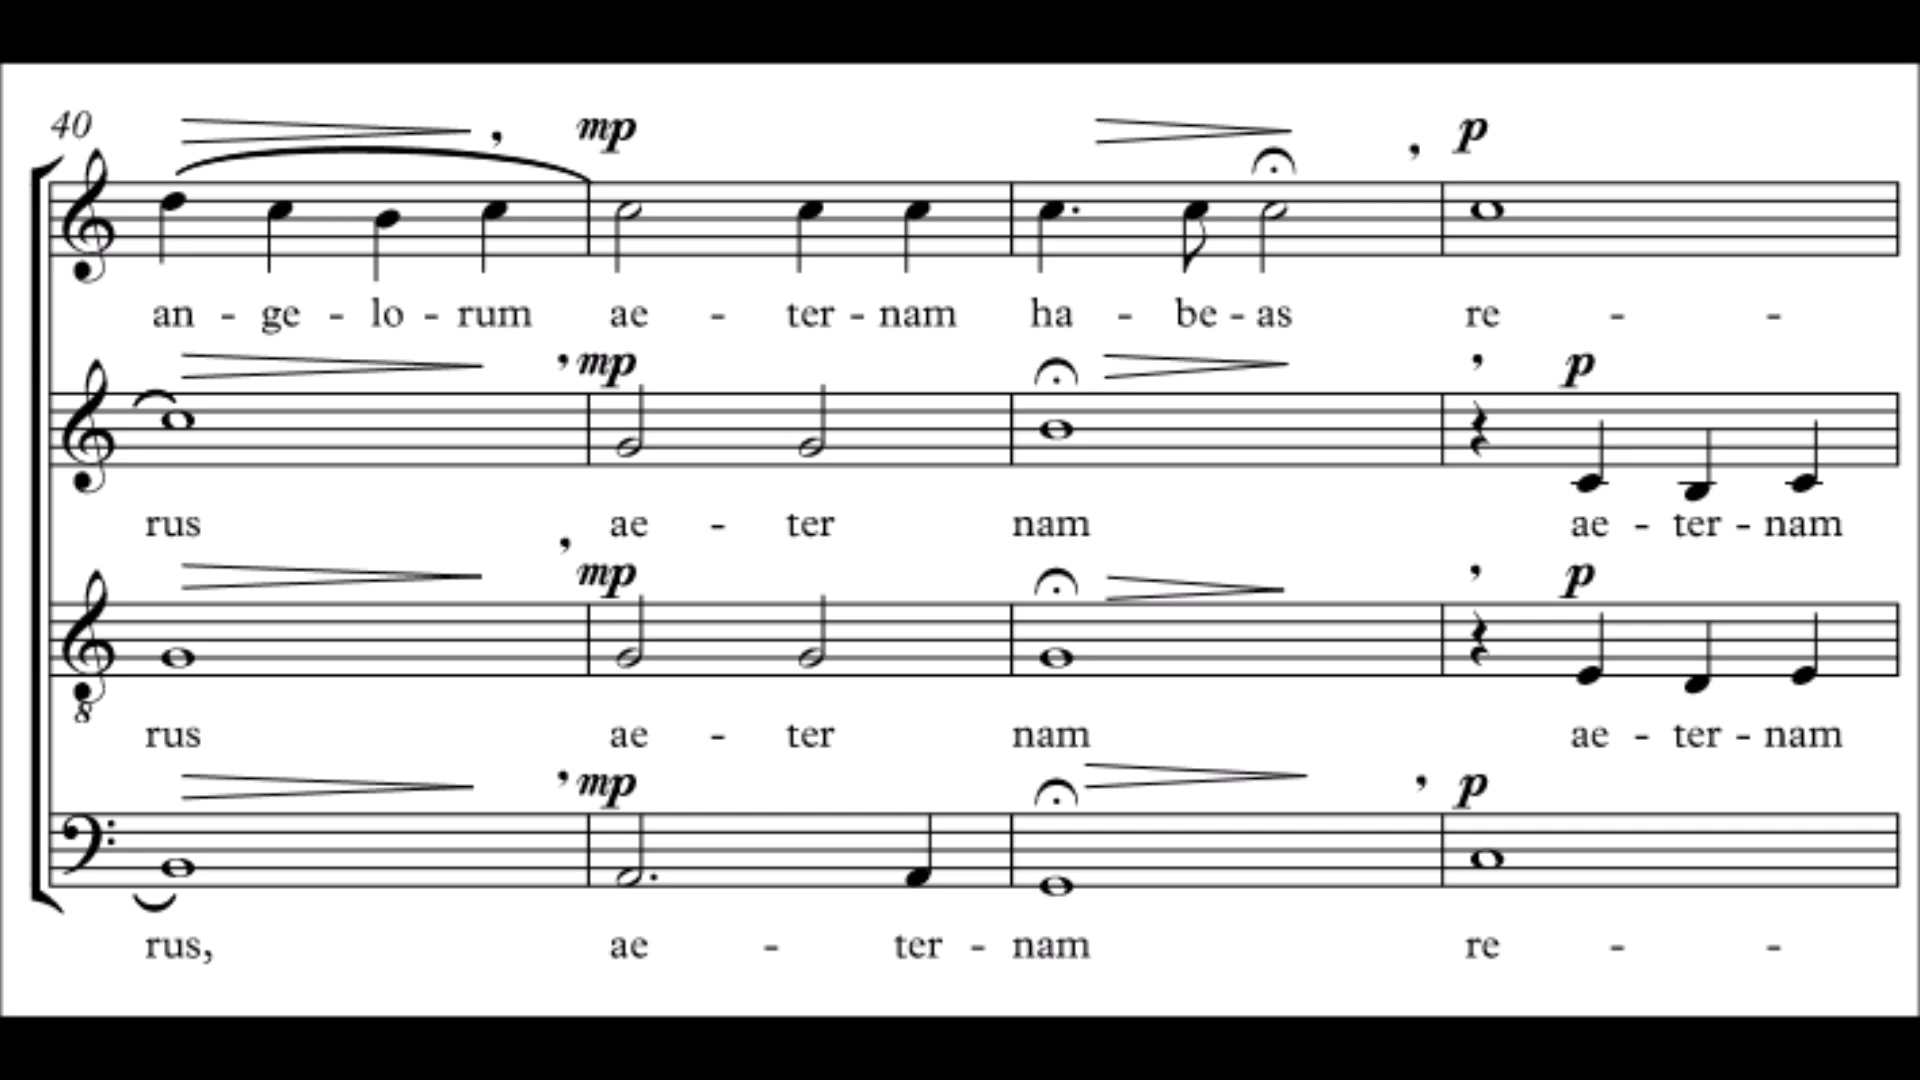 40
mp p
an - ge - lo - rum ae - ter - nam ha - be - as re - -
mp p
rus ae - ter nam ae - ter - nam
mp p
8
rus ae - ter nam ae - ter - nam
mp p
rus, ae - ter - nam re - -